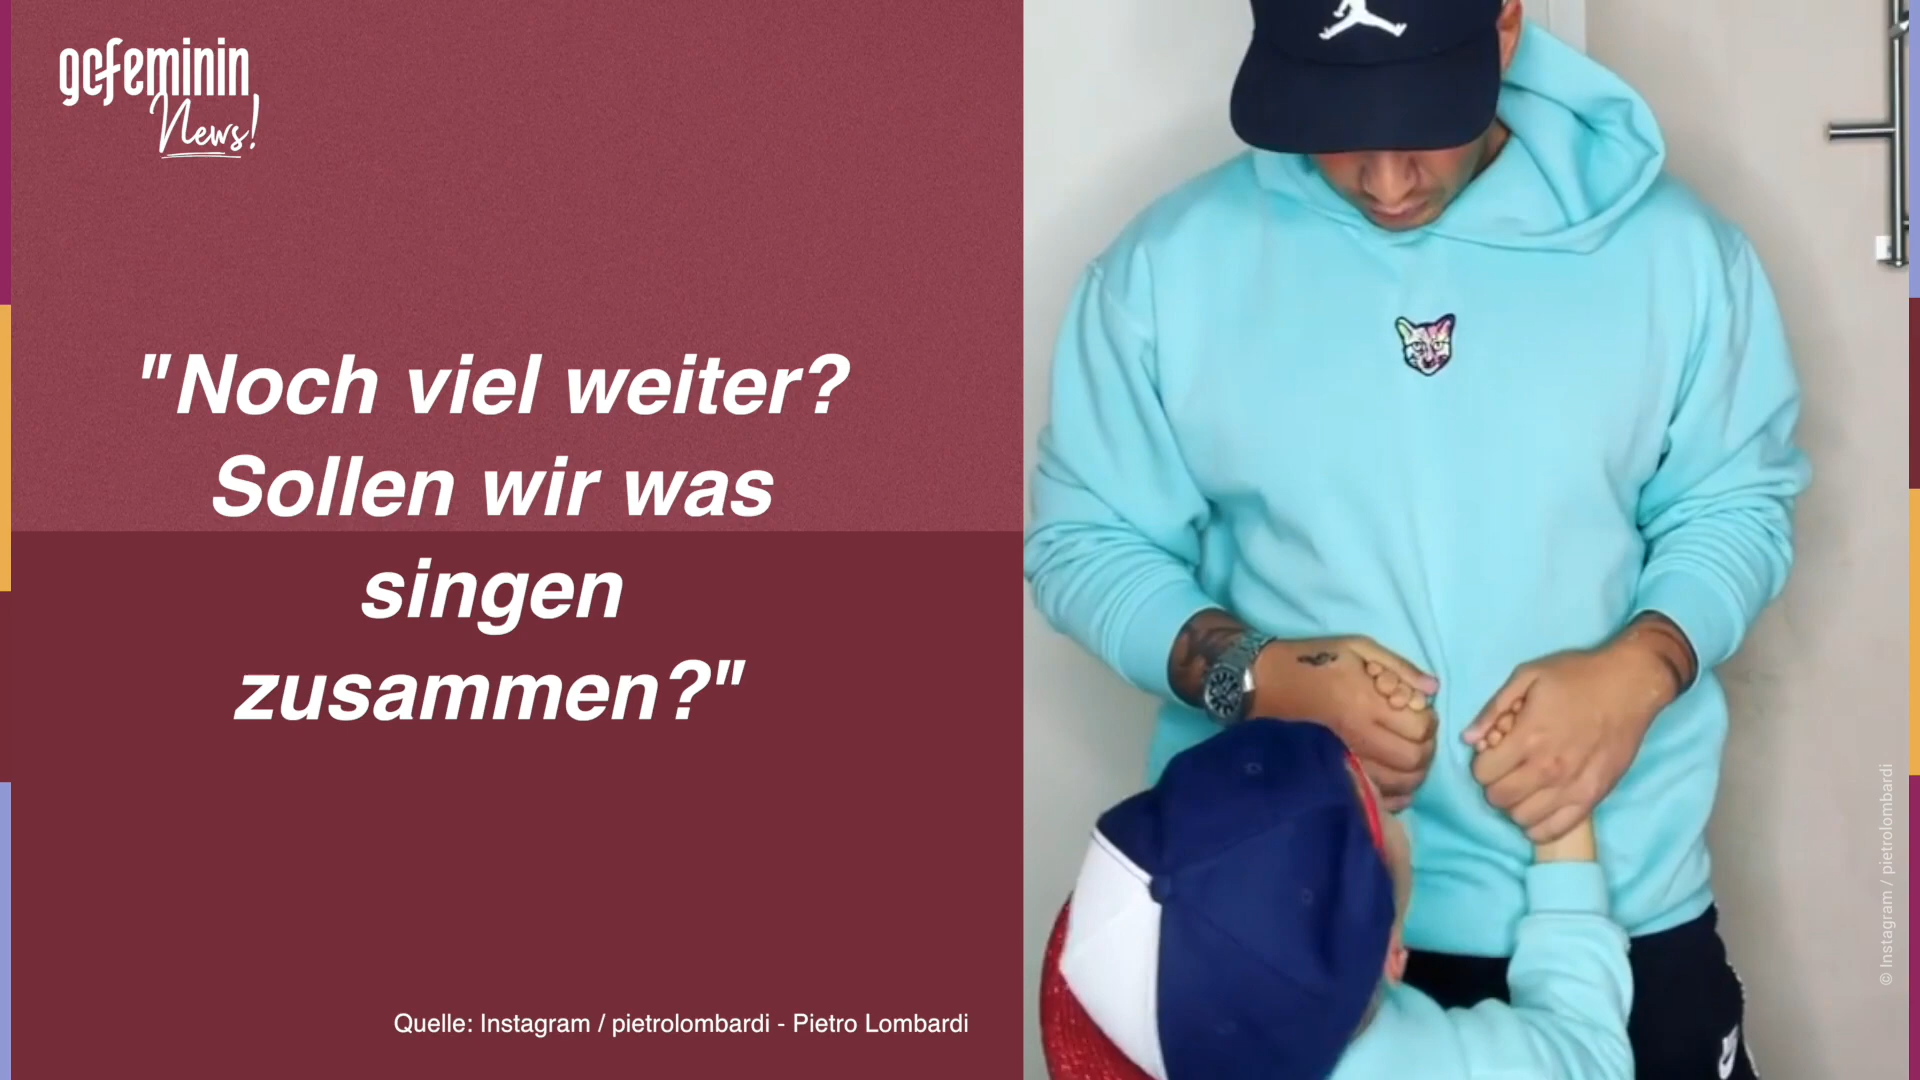 gofeminin
News!
"Noch viel weiter?
Sollen wir was
singen
zusammen?"
Quelle: Instagram / pietrolombardi - Pietro Lombardi
© Instagram / pietrolombardi